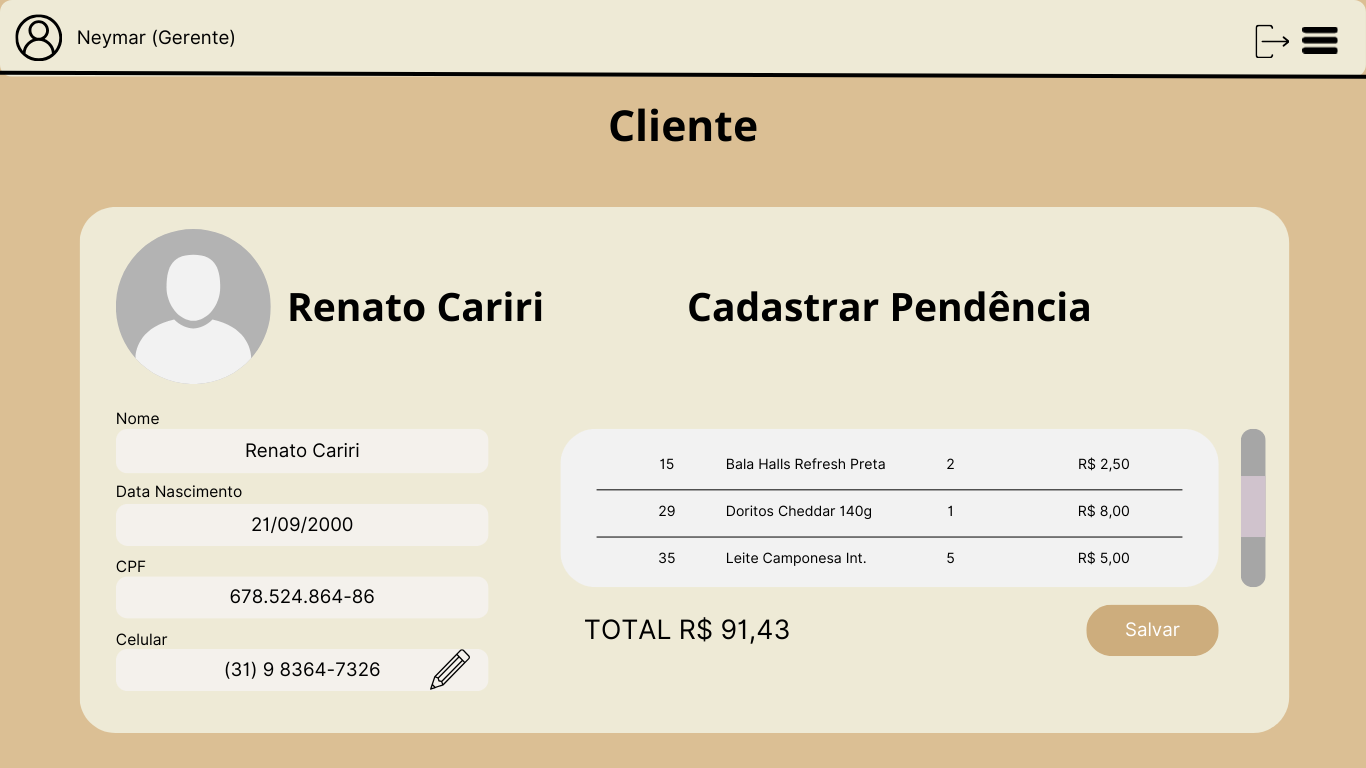 Neymar (Gerente)
Cliente
Renato Cariri
Cadastrar Pendência
Nome
Renato Cariri
Data Nascimento
21/09/2000
CPF
678.524.864-86
Celular
(31) 9 8364-7326
15 Bala Halls Refresh Preta 2 R$ 2,50
29 Doritos Cheddar 140g 1 R$ 8,00
35 Leite Camponesa Int. 5 R$ 5,00
TOTAL R$ 91,43
Salvar